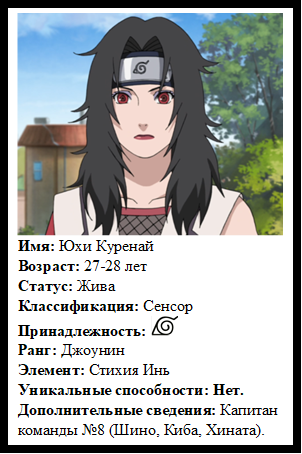 Имя: Юхи Куренай
Возраст: 27-28 лет
Статус: Жива
Классификация: Сенсор
Принадлежность:
Ранг: Джоунин
Элемент: Стихия Инь
Уникальные способности: Нет.
Дополнительные сведения: Капитан
команды №8 (Шино, Киба, Хината).